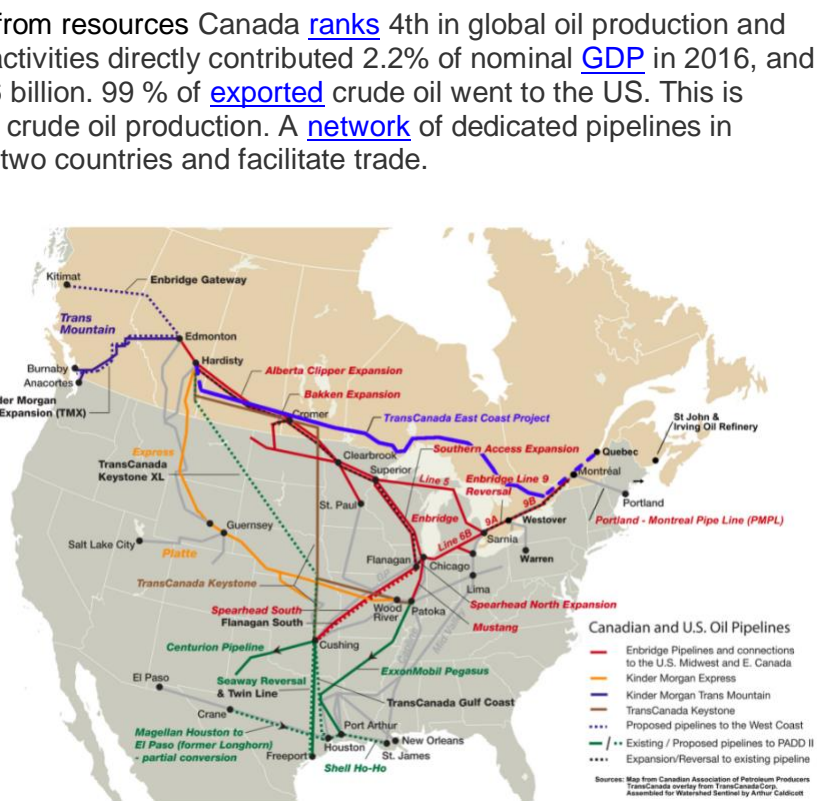 from resources Canada ranks 4th in global oil production and
activities directly contributed 2.2% of nominal GDP in 2016, and
billion. 99 % of exported crude oil went to the US. This is
crude oil production. A network of dedicated pipelines in
two countries and facilitate trade.
Kitimat
Enbridge Gateway
Trans
Mountain
Edmonton
Hardisty
Burnaby
Anacortes
der Morgan
Expansion (TMX)
Alberta Clipper Expansion
Bakken Expansion
Cromer
TransCanada East Coast Project
St John &
Irving Oil Refinery
Express
TransCanada
Keystone XL
Clearbrook
Superior
Southern Access Expansion
Line 5
Enbridge Line 9
Reversal
Quebec
Montréal
Portland
St. Paul
Enbridge
9A
9B
Westover
Portland - Montreal Pipe Line (PMPL)
Guernsey
Salt Lake City
Platte
Line 6B
Sarnia
Flanagan
Chicago
Warren
Lima
TransCanada Keystone
Spearhead South
Flanagan South
Wood
River
Patoka
Spearhead North Expansion
Mustang
Mid Valley
Cushing
Centurion Pipeline
ExxonMobil Pegasus
El Paso
Seaway Reversal
& Twin Line
TransCanada Gulf Coast
Crane
Magellan Houston to
El Paso (former Longhorn)
- partial conversion
Port Arthur
Houston
New Orleans
St. James
Freeport
Shell Ho-Ho
Canadian and U.S. Oil Pipelines
Enbridge Pipelines and connections
to the U.S. Midwest and E. Canada
Kinder Morgan Express
Kinder Morgan Trans Mountain
TransCanada Keystone
Proposed pipelines to the West Coast
Existing / Proposed pipelines to PADD II
Expansion/Reversal to existing pipeline
Sources: Map from Canadian Association of Petroleum Producers
TransCanada overlay from TransCanada Corp.
Assembled for Watershed Sentinel by Arthur Caldicott